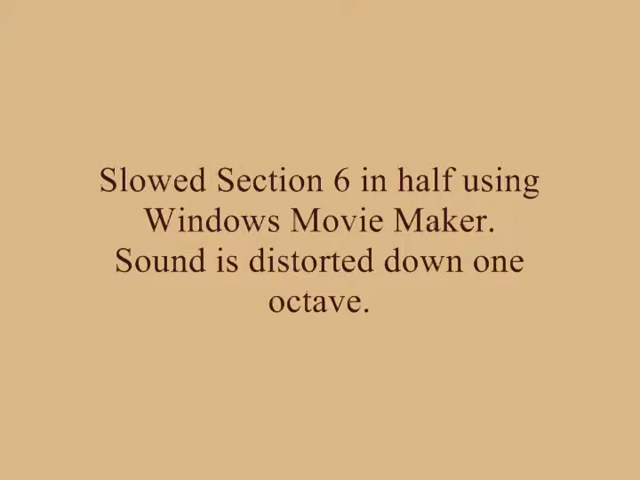 Slowed Section 6 in half using
Windows Movie Maker.
Sound is distorted down one
octave.